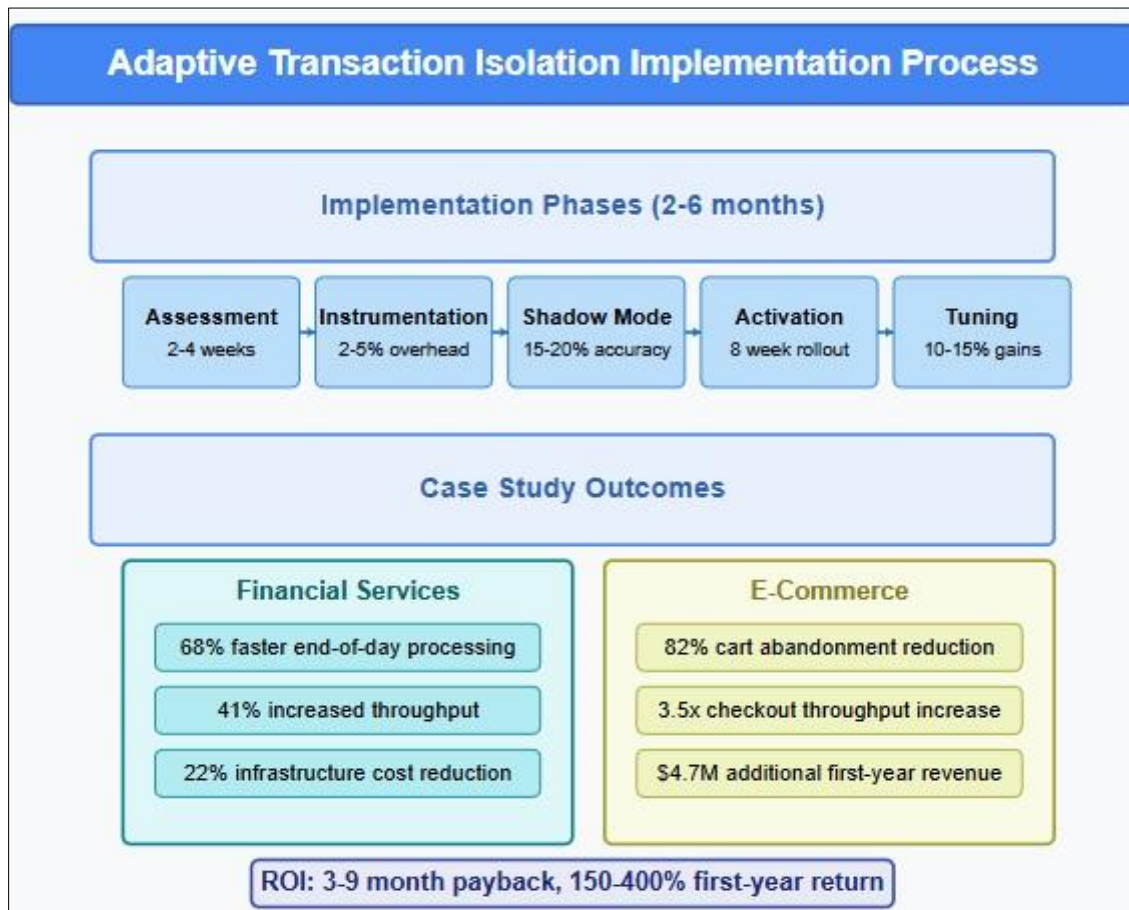 Adaptive Transaction Isolation Implementation Process
Implementation Phases (2-6 months)
Assessment
2-4 weeks
Instrumentation
2-5% overhead
Shadow Mode
15-20% accuracy
Activation
8 week rollout
Tuning
10-15% gains
Case Study Outcomes
Financial Services
68% faster end-of-day processing
41% increased throughput
22% infrastructure cost reduction
E-Commerce
82% cart abandonment reduction
3.5x checkout throughput increase
$4.7M additional first-year revenue
ROI: 3-9 month payback, 150-400% first-year return